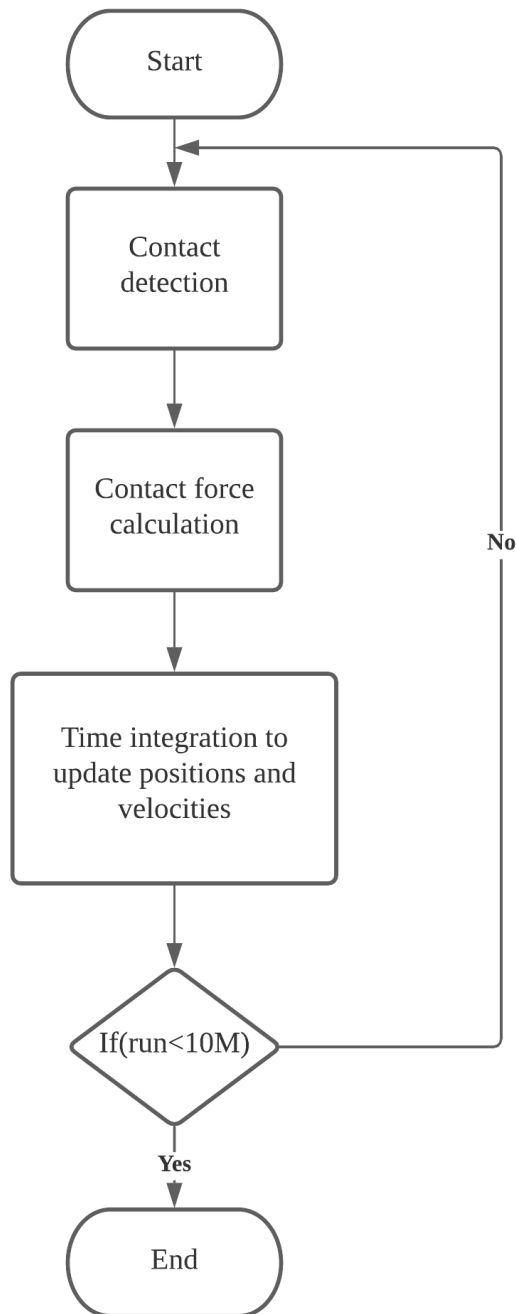 Start
Contact
detection
Contact force
calculation
No
Time integration to
update positions and
velocities
If(run<10M)
Yes
End